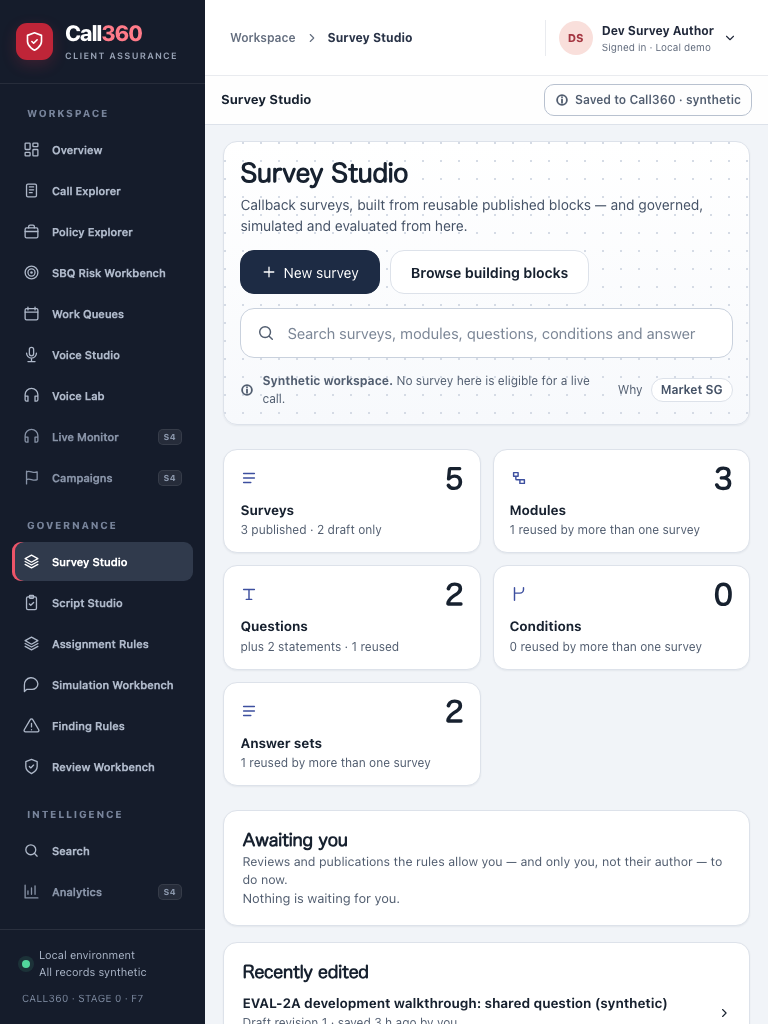 Call360
CLIENT ASSURANCE
WORKSPACE
Overview
Call Explorer
Policy Explorer
SBQ Risk Workbench
Work Queues
Voice Studio
Voice Lab
Live Monitor S4
Campaigns S4
GOVERNANCE
Survey Studio
Script Studio
Assignment Rules
Simulation Workbench
Finding Rules
Review Workbench
INTELLIGENCE
Search
Analytics S4
Local environment
All records synthetic
CALL360 · STAGE 0 · F7
Workspace > Survey Studio
DS
Dev Survey Author
Signed in · Local demo
Survey Studio
Saved to Call360 · synthetic
Survey Studio
Callback surveys, built from reusable published blocks — and governed,
simulated and evaluated from here.
+ New survey
Browse building blocks
Search surveys, modules, questions, conditions and answer
Synthetic workspace. No survey here is eligible for a live
call.
Why
Market SG
5
Surveys
3 published · 2 draft only
3
Modules
1 reused by more than one survey
2
Questions
plus 2 statements · 1 reused
0
Conditions
0 reused by more than one survey
2
Answer sets
1 reused by more than one survey
Awaiting you
Reviews and publications the rules allow you — and only you, not their author — to
do now.
Nothing is waiting for you.
Recently edited
EVAL-2A development walkthrough: shared question (synthetic)
Draft revision 1 · saved 3 h ago by you